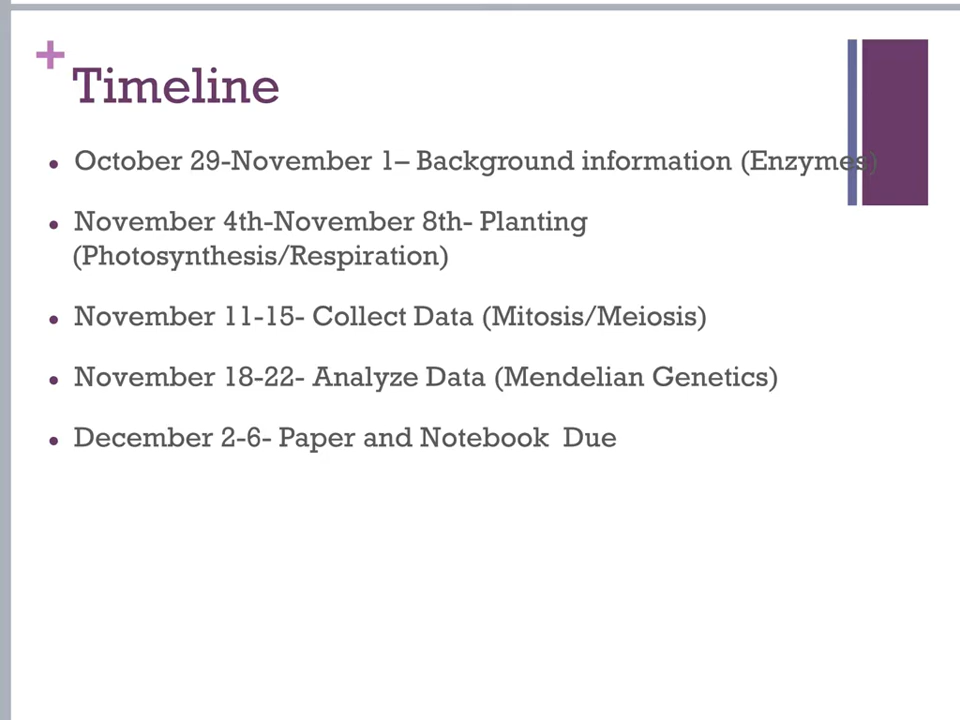 +
Timeline
• October 29-November 1– Background information (Enzymes)
• November 4th-November 8th- Planting
(Photosynthesis/Respiration)
• November 11-15- Collect Data (Mitosis/Meiosis)
• November 18-22- Analyze Data (Mendelian Genetics)
• December 2-6- Paper and Notebook  Due